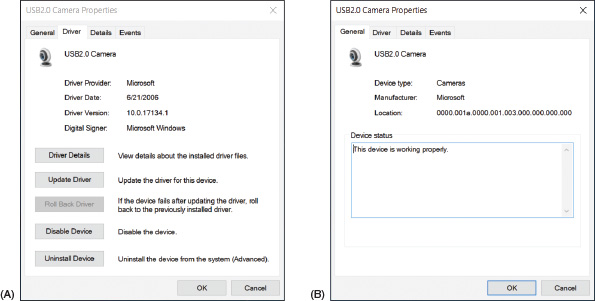 USB2.0 Camera Properties
General Driver Details Events
USB2.0 Camera
Driver Provider: Microsoft
Driver Date: 6/21/2006
Driver Version: 10.0.17134.1
Digital Signer: Microsoft Windows
Driver Details View details about the installed driver files.
Update Driver Update the driver for this device.
Roll Back Driver If the device fails after updating the driver, roll
back to the previously installed driver.
Disable Device Disable the device.
Uninstall Device Uninstall the device from the system (Advanced).
OK Cancel
(A)
USB2.0 Camera Properties
General Driver Details Events
USB2.0 Camera
Device type: Cameras
Manufacturer: Microsoft
Location: 0000.001a.0000.001.003.000.000.000.000
Device status
This device is working properly.
OK Cancel
(B)